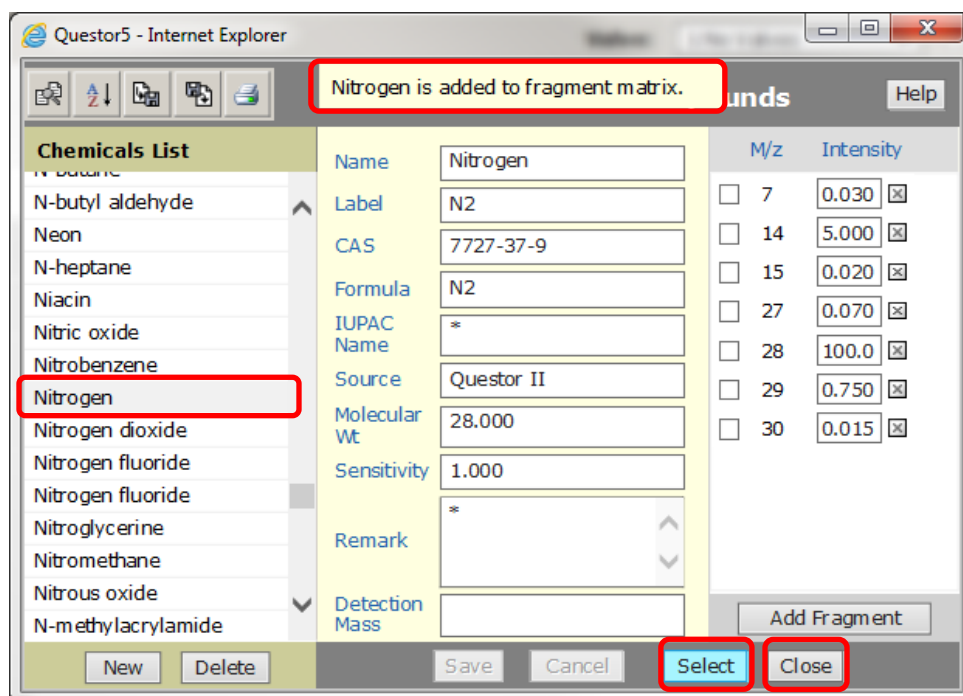 Questor5 - Internet Explorer
Nitrogen is added to fragment matrix.
unds
Help
Chemicals List
N-butane
N-butyl aldehyde
Neon
N-heptane
Niacin
Nitric oxide
Nitrobenzene
Nitrogen
Nitrogen dioxide
Nitrogen fluoride
Nitrogen fluoride
Nitroglycerine
Nitromethane
Nitrous oxide
N-methylacrylamide
New Delete
Name Nitrogen
Label N2
CAS 7727-37-9
Formula N2
IUPAC
Name *
Source Questor II
Molecular
Wt 28.000
Sensitivity 1.000
Remark *
Detection
Mass
Save Cancel Select Close
M/z Intensity
7 0.030
14 5.000
15 0.020
27 0.070
28 100.0
29 0.750
30 0.015
Add Fragment